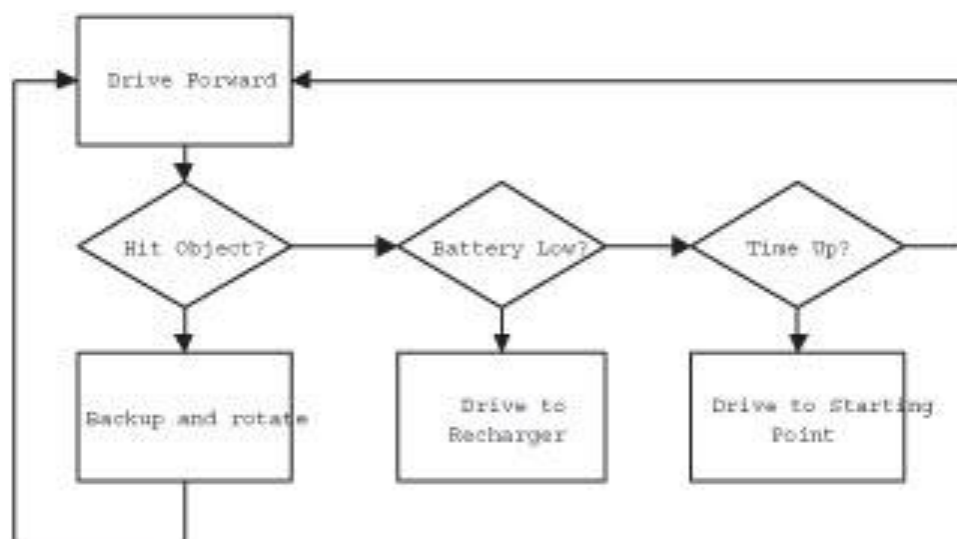 Drive Forward
Hit Object?
Battery Low?
Time Up?
Backup and rotate
Drive to
Recharger
Drive to Starting
Point